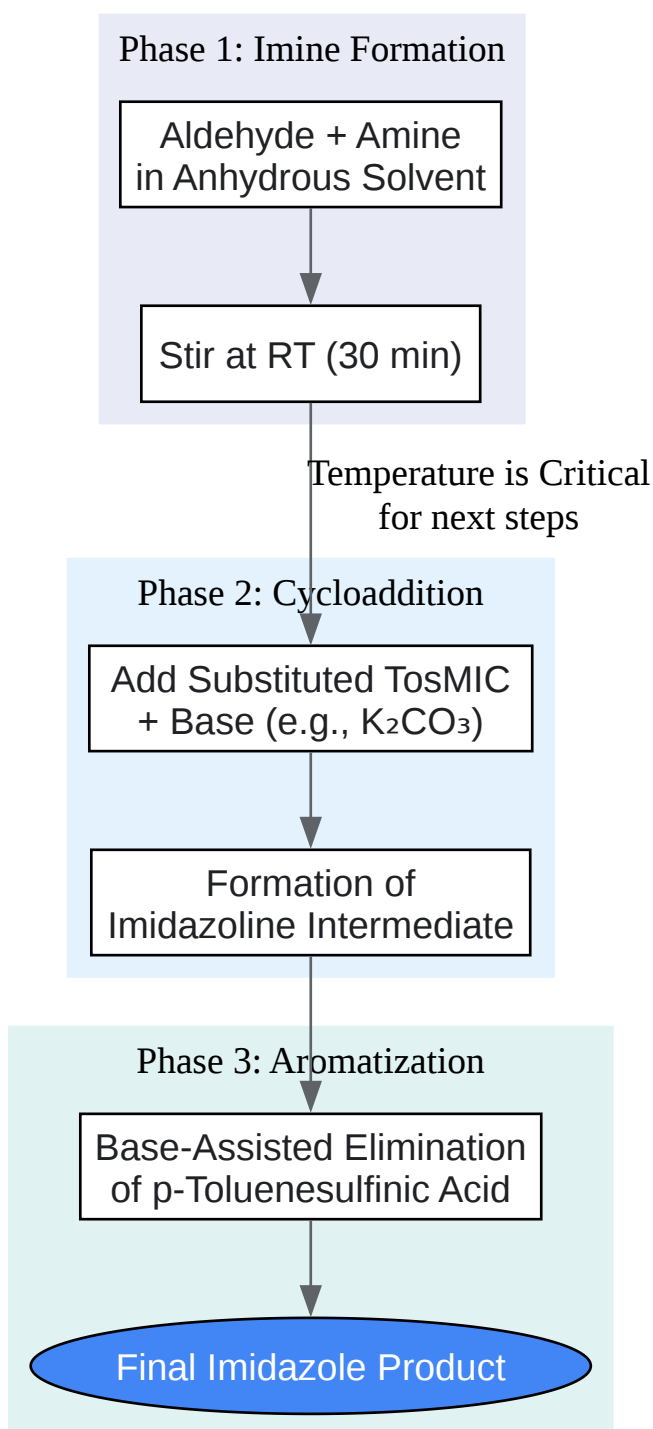 Phase 1: Imine Formation
Aldehyde + Amine
in Anhydrous Solvent
Stir at RT (30 min)
Temperature is Critical
for next steps
Phase 2: Cycloaddition
Add Substituted TosMIC
+ Base (e.g., K₂CO₃)
Formation of
Imidazoline Intermediate
Phase 3: Aromatization
Base-Assisted Elimination
of p-Toluenesulfinic Acid
Final Imidazole Product